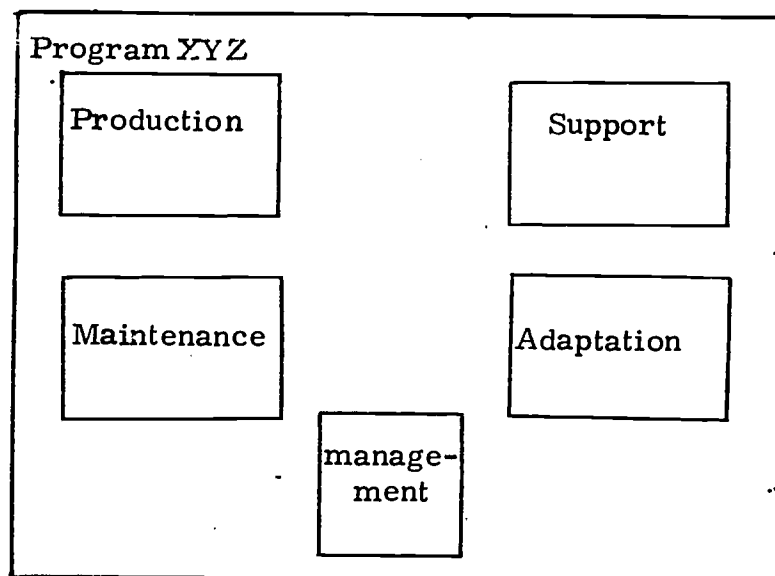 Program XYZ
Production
Support
Maintenance
Adaptation
manage-
ment